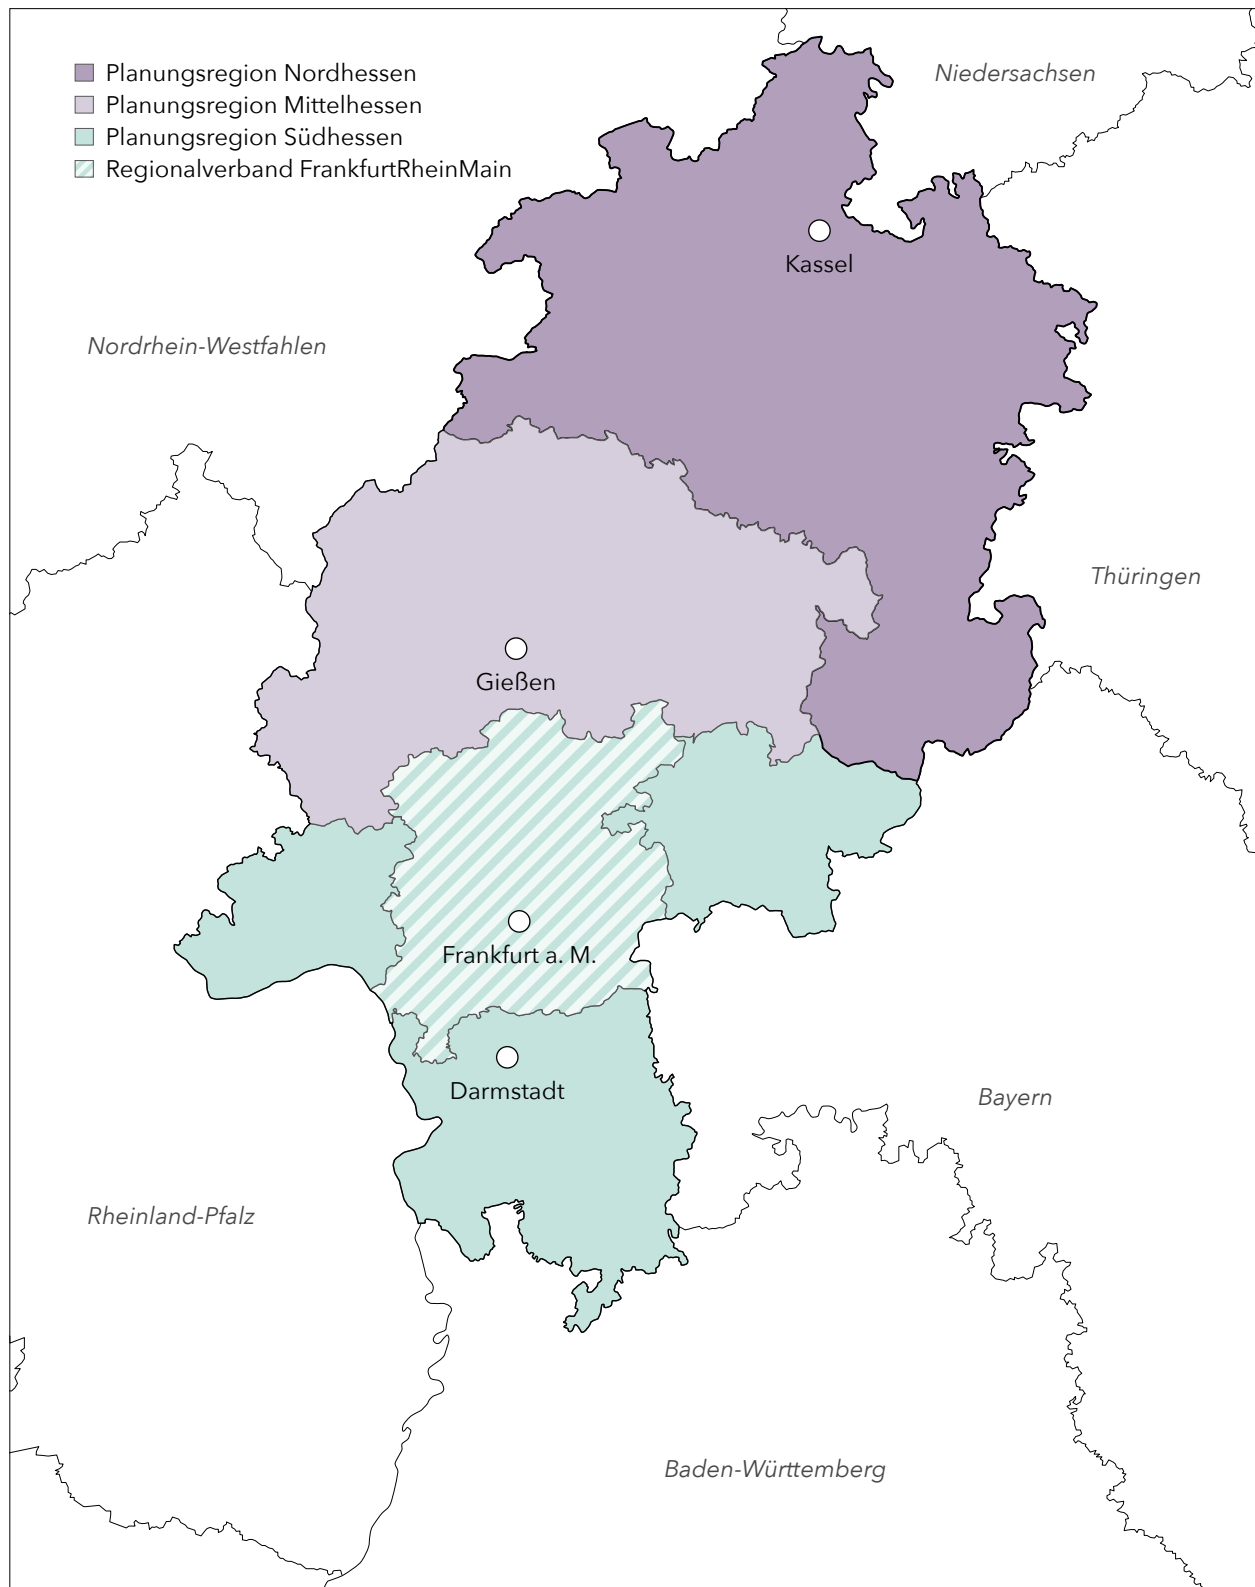 Planungsregion Nordhessen
Planungsregion Mittelhessen
Planungsregion Südhessen
Regionalverband FrankfurtRheinMain
Niedersachsen
Kassel
Nordrhein-Westfahlen
Thüringen
Gießen
Frankfurt a. M.
Darmstadt
Bayern
Rheinland-Pfalz
Baden-Württemberg